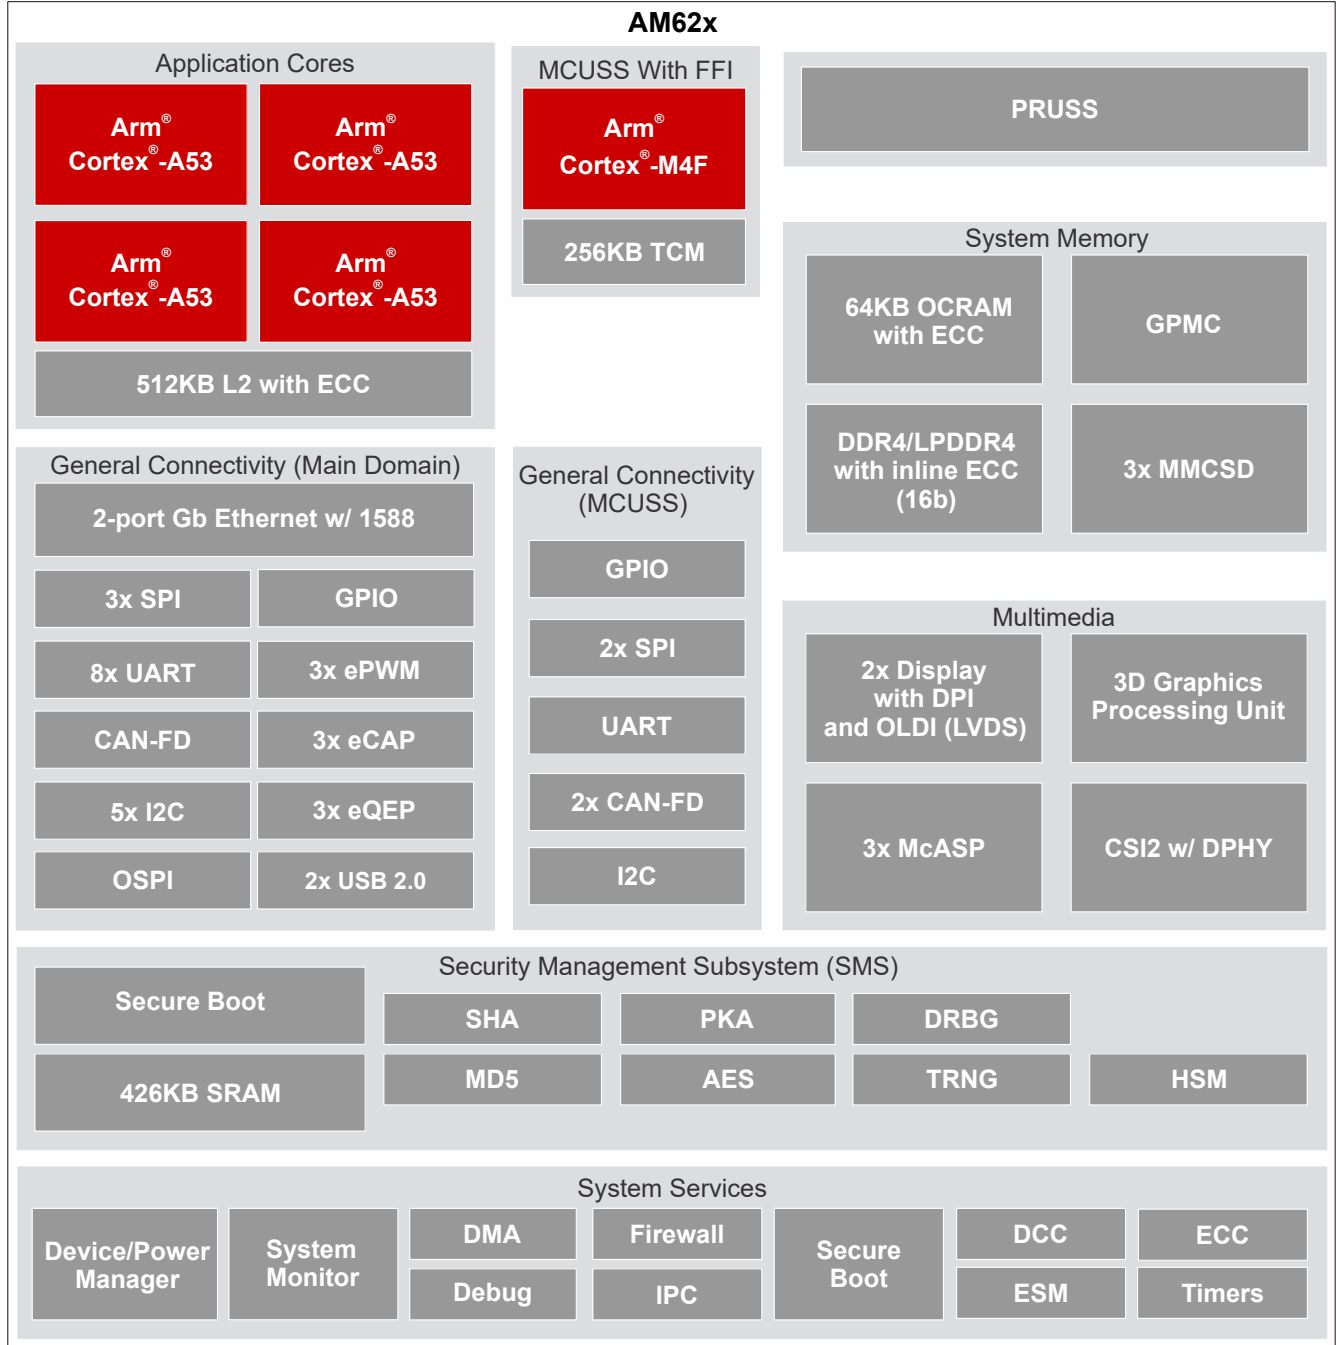 AM62x
Application Cores
Arm®
Cortex®-A53
Arm®
Cortex®-A53
Arm®
Cortex®-A53
Arm®
Cortex®-A53
512KB L2 with ECC
MCUSS With FFI
Arm®
Cortex®-M4F
256KB TCM
PRUSS
System Memory
64KB OCRAM
with ECC
GPMC
DDR4/LPDDR4
with inline ECC
(16b)
3x MMCSD
General Connectivity (Main Domain)
2-port Gb Ethernet w/ 1588
3x SPI
GPIO
8x UART
3x ePWM
CAN-FD
3x eCAP
5x I2C
3x eQEP
OSPI
2x USB 2.0
General Connectivity
(MCUSS)
GPIO
2x SPI
UART
2x CAN-FD
I2C
Multimedia
2x Display
with DPI
and OLDI (LVDS)
3D Graphics
Processing Unit
3x McASP
CSI2 w/ DPHY
Security Management Subsystem (SMS)
Secure Boot
SHA
PKA
DRBG
426KB SRAM
MD5
AES
TRNG
HSM
System Services
Device/Power
Manager
System
Monitor
DMA
Debug
Firewall
IPC
Secure
Boot
DCC
ESM
ECC
Timers